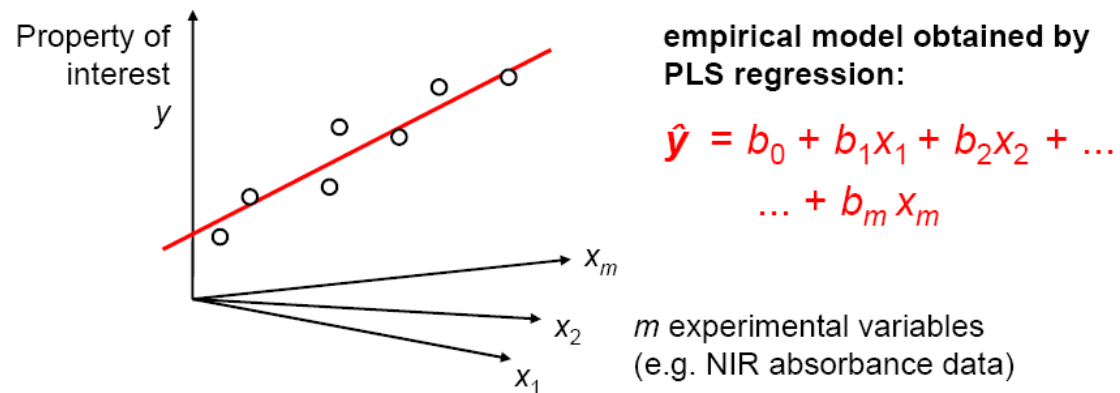 Property of
interest
y
empirical model obtained by
PLS regression:
ŷ = b₀ + b₁x₁ + b₂x₂ + ...
... + bₘ xₘ
xₘ
x₂
x₁
m experimental variables
(e.g. NIR absorbance data)